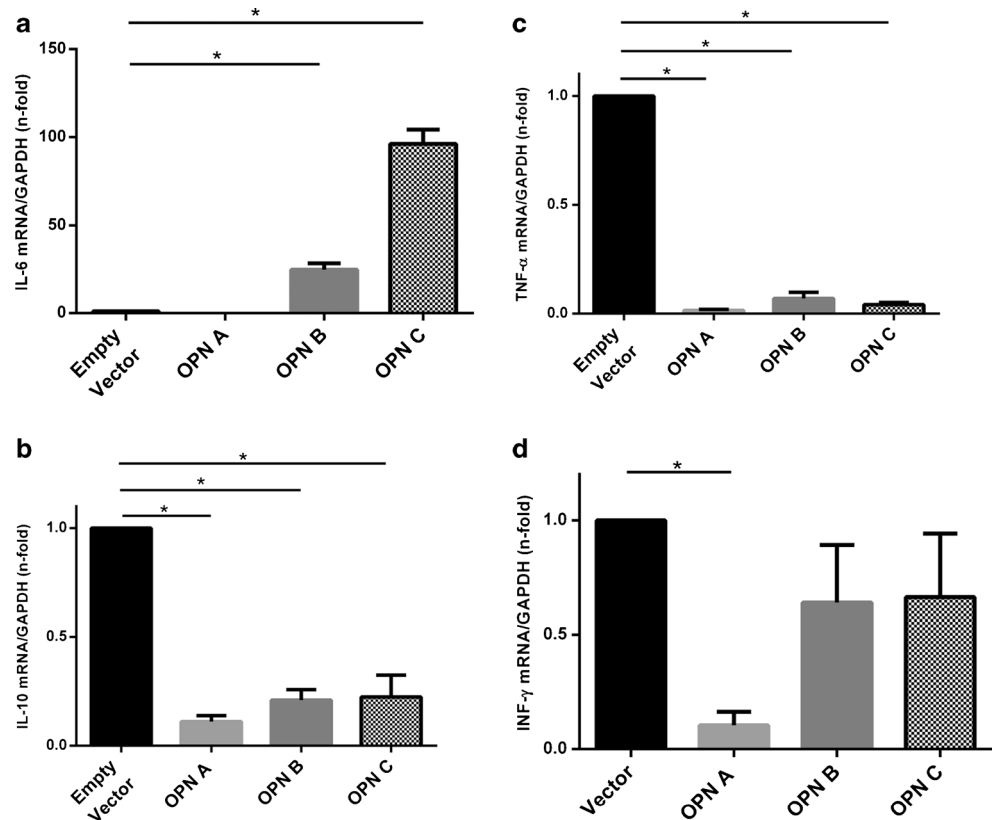 a
*
*
150
100
50
0
IL-6 mRNA/GAPDH (n-fold)
Empty
Vector
OPN A
OPN B
OPN C
c
*
*
*
1.0
0.5
0.0
TNF-α mRNA/GAPDH (n-fold)
Empty
Vector
OPN A
OPN B
OPN C
b
*
*
*
1.0
0.5
0.0
IL-10 mRNA/GAPDH (n-fold)
Empty
Vector
OPN A
OPN B
OPN C
d
*
1.0
0.5
0.0
INF-γ mRNA/GAPDH (n-fold)
Vector
OPN A
OPN B
OPN C